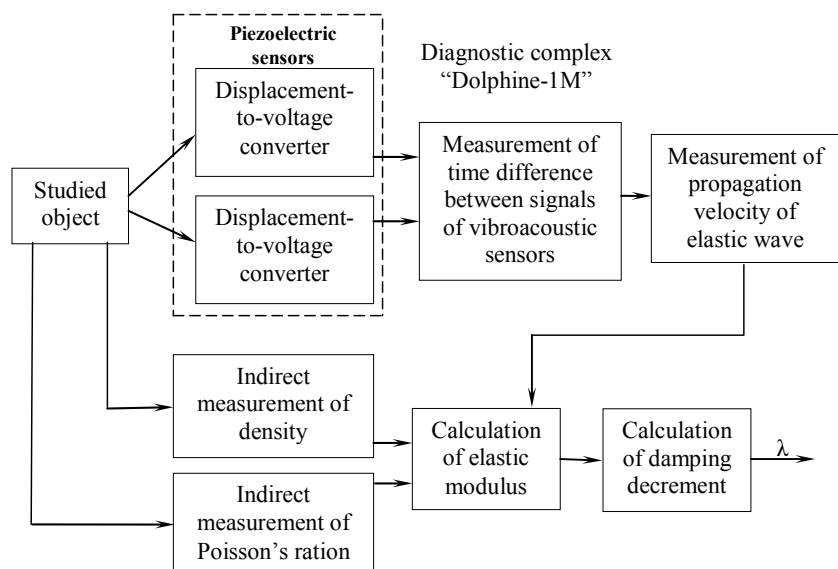 Piezoelectric
sensors
Displacement-
to-voltage
converter
Diagnostic complex
“Dolphine-1M”
Studied
object
Displacement-
to-voltage
converter
Measurement of
time difference
between signals
of vibroacoustic
sensors
Measurement of
propagation
velocity of
elastic wave
Indirect
measurement of
density
Indirect
measurement of
Poisson’s ration
Calculation
of elastic
modulus
Calculation
of damping
decrement
λ